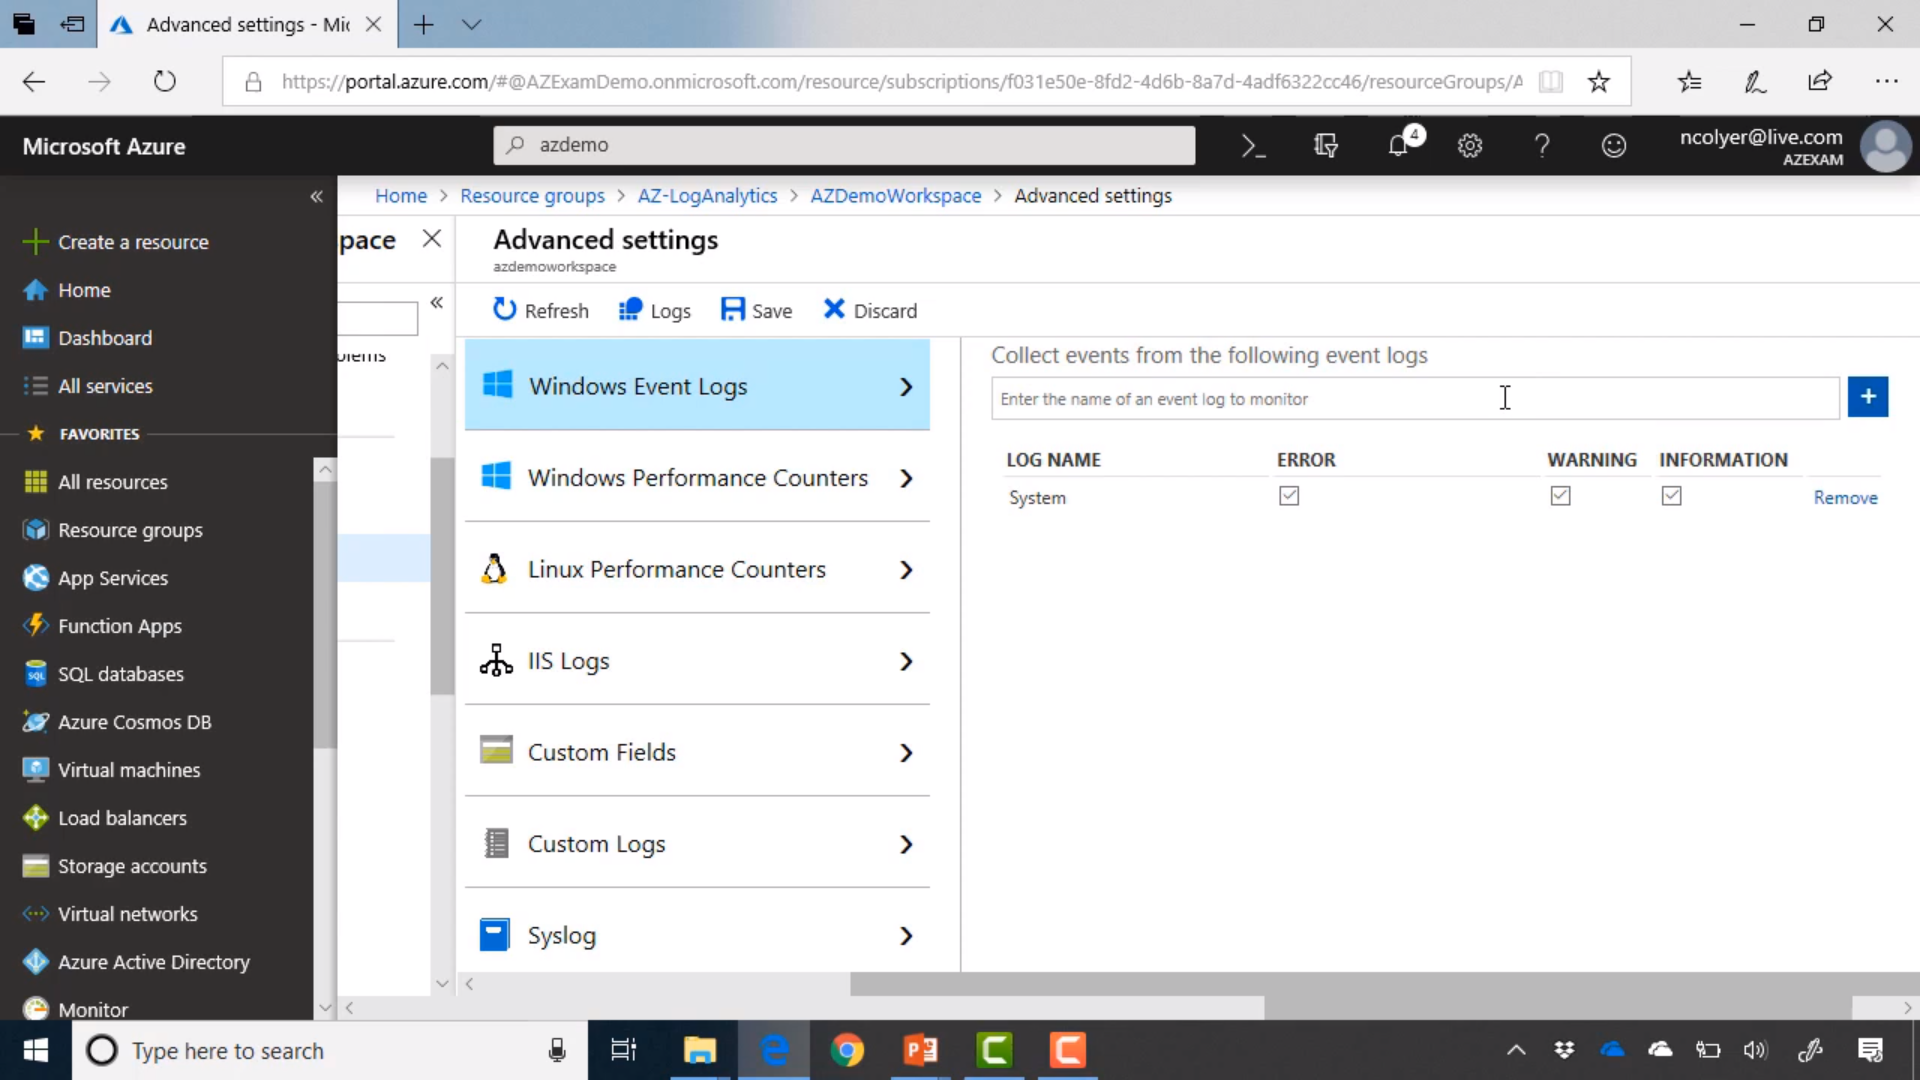 Advanced settings - Mic
https://portal.azure.com/#@AZExamDemo.onmicrosoft.com/resource/subscriptions/f031e50e-8fd2-4d6b-8a7d-4adf6322cc46/resourceGroups/A
Microsoft Azure
azdemo
4
ncolyer@live.com
AZEXAM
Home > Resource groups > AZ-LogAnalytics > AZDemoWorkspace > Advanced settings
Create a resource
Home
Dashboard
All services
FAVORITES
All resources
Resource groups
App Services
Function Apps
SQL databases
Azure Cosmos DB
Virtual machines
Load balancers
Storage accounts
Virtual networks
Azure Active Directory
Monitor
pace
Advanced settings
azdemoworkspace
Refresh Logs Save Discard
Windows Event Logs
Windows Performance Counters
Linux Performance Counters
IIS Logs
Custom Fields
Custom Logs
Syslog
Collect events from the following event logs
Enter the name of an event log to monitor
LOG NAME ERROR WARNING INFORMATION
System Remove
Type here to search